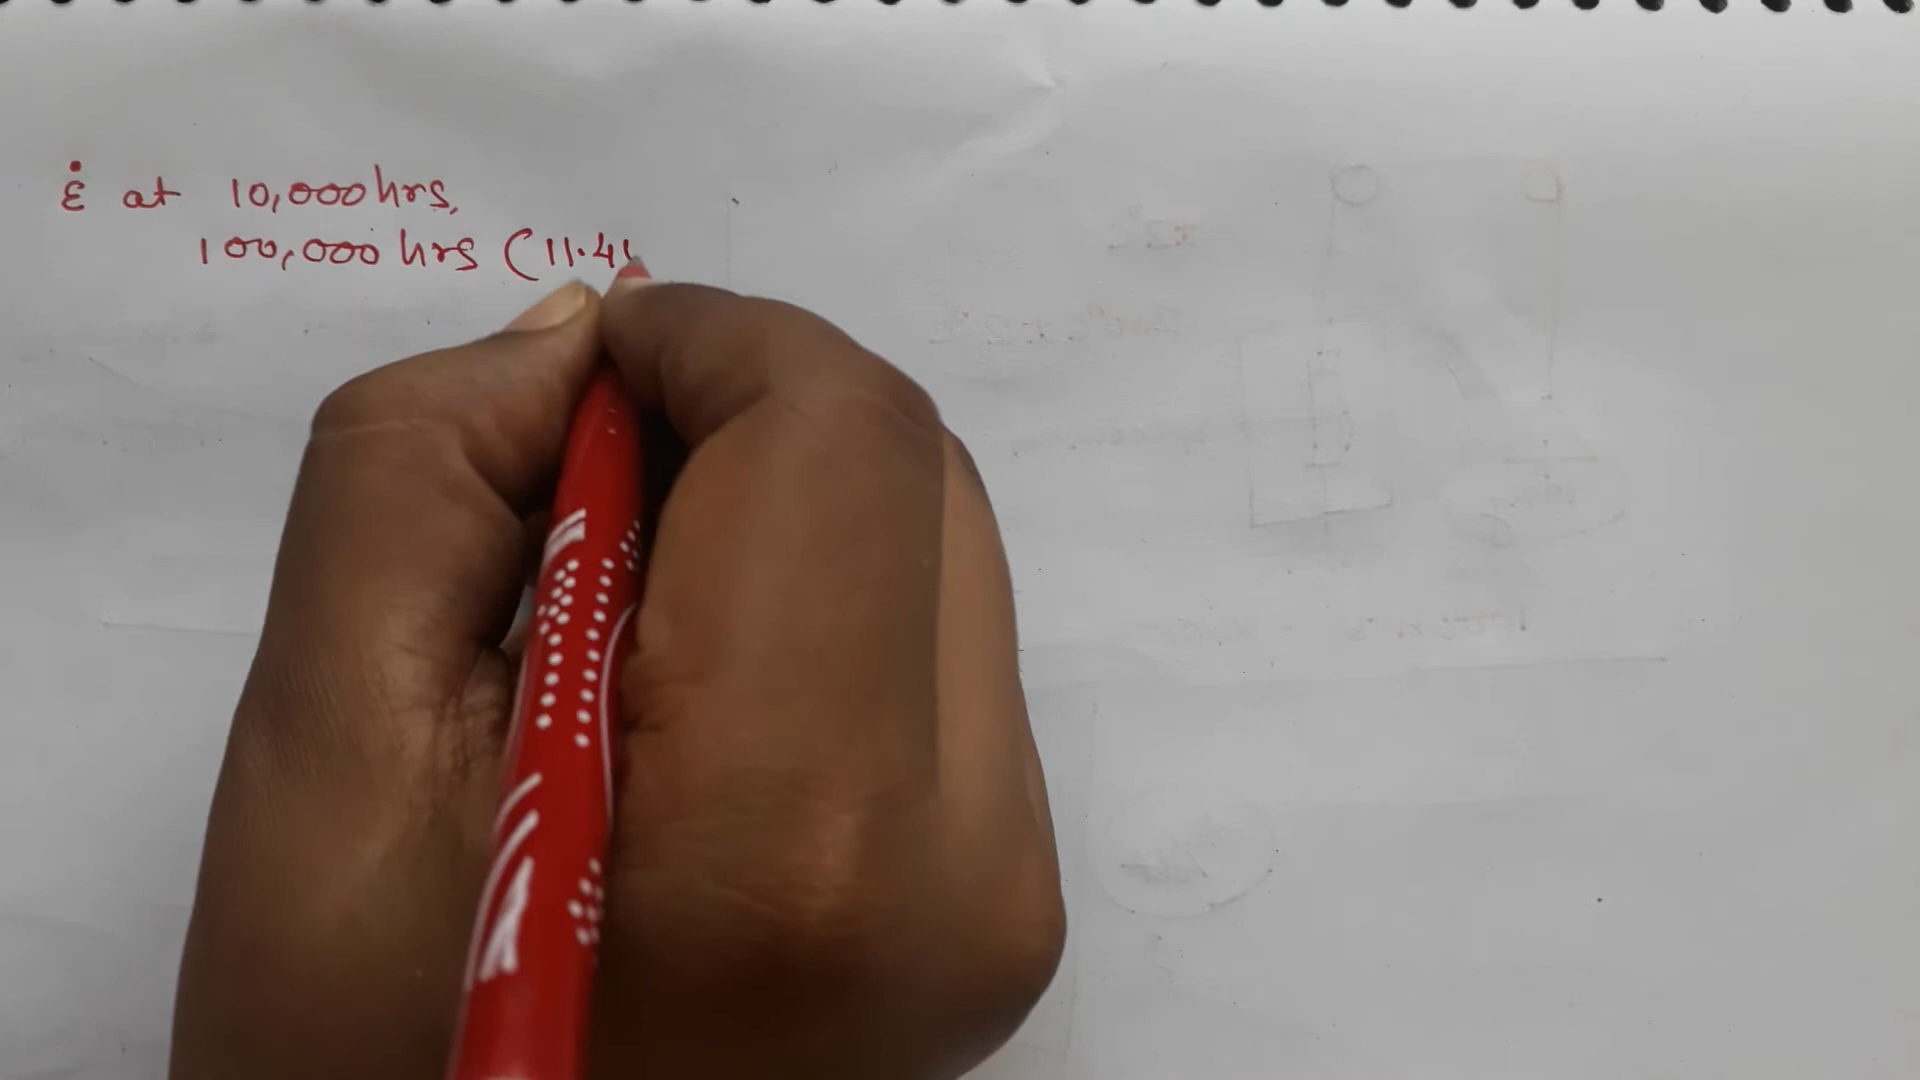 ε̇ at 10,000 hrs,
100,000 hrs (11.4